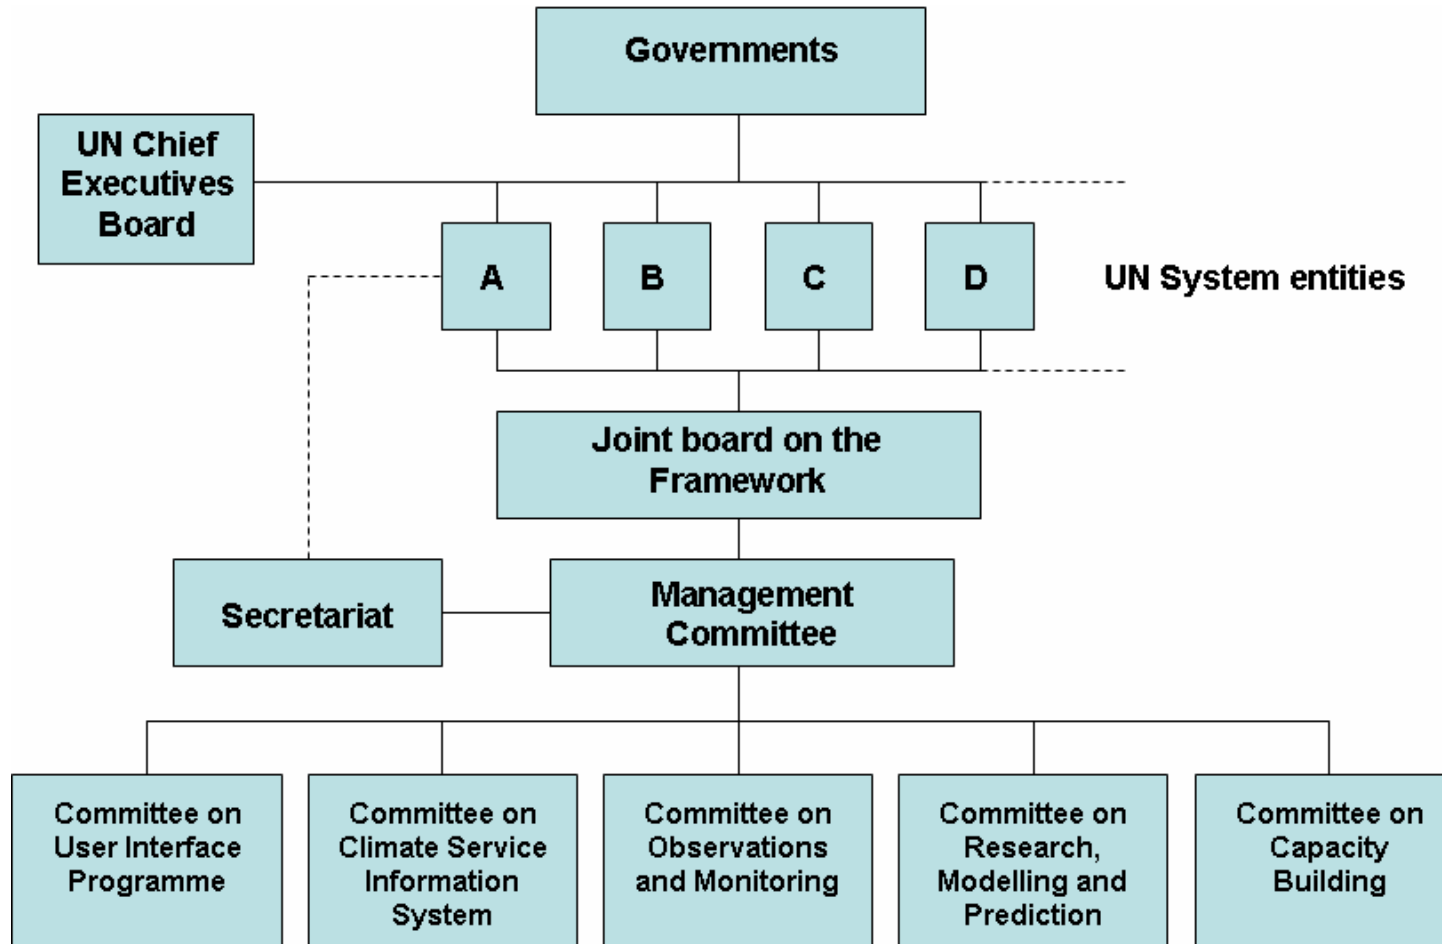 Governments
UN Chief
Executives
Board
A
B
C
D
UN System entities
Joint board on the
Framework
Secretariat
Management
Committee
Committee on
User Interface
Programme
Committee on
Climate Service
Information
System
Committee on
Observations
and Monitoring
Committee on
Research,
Modelling and
Prediction
Committee on
Capacity
Building